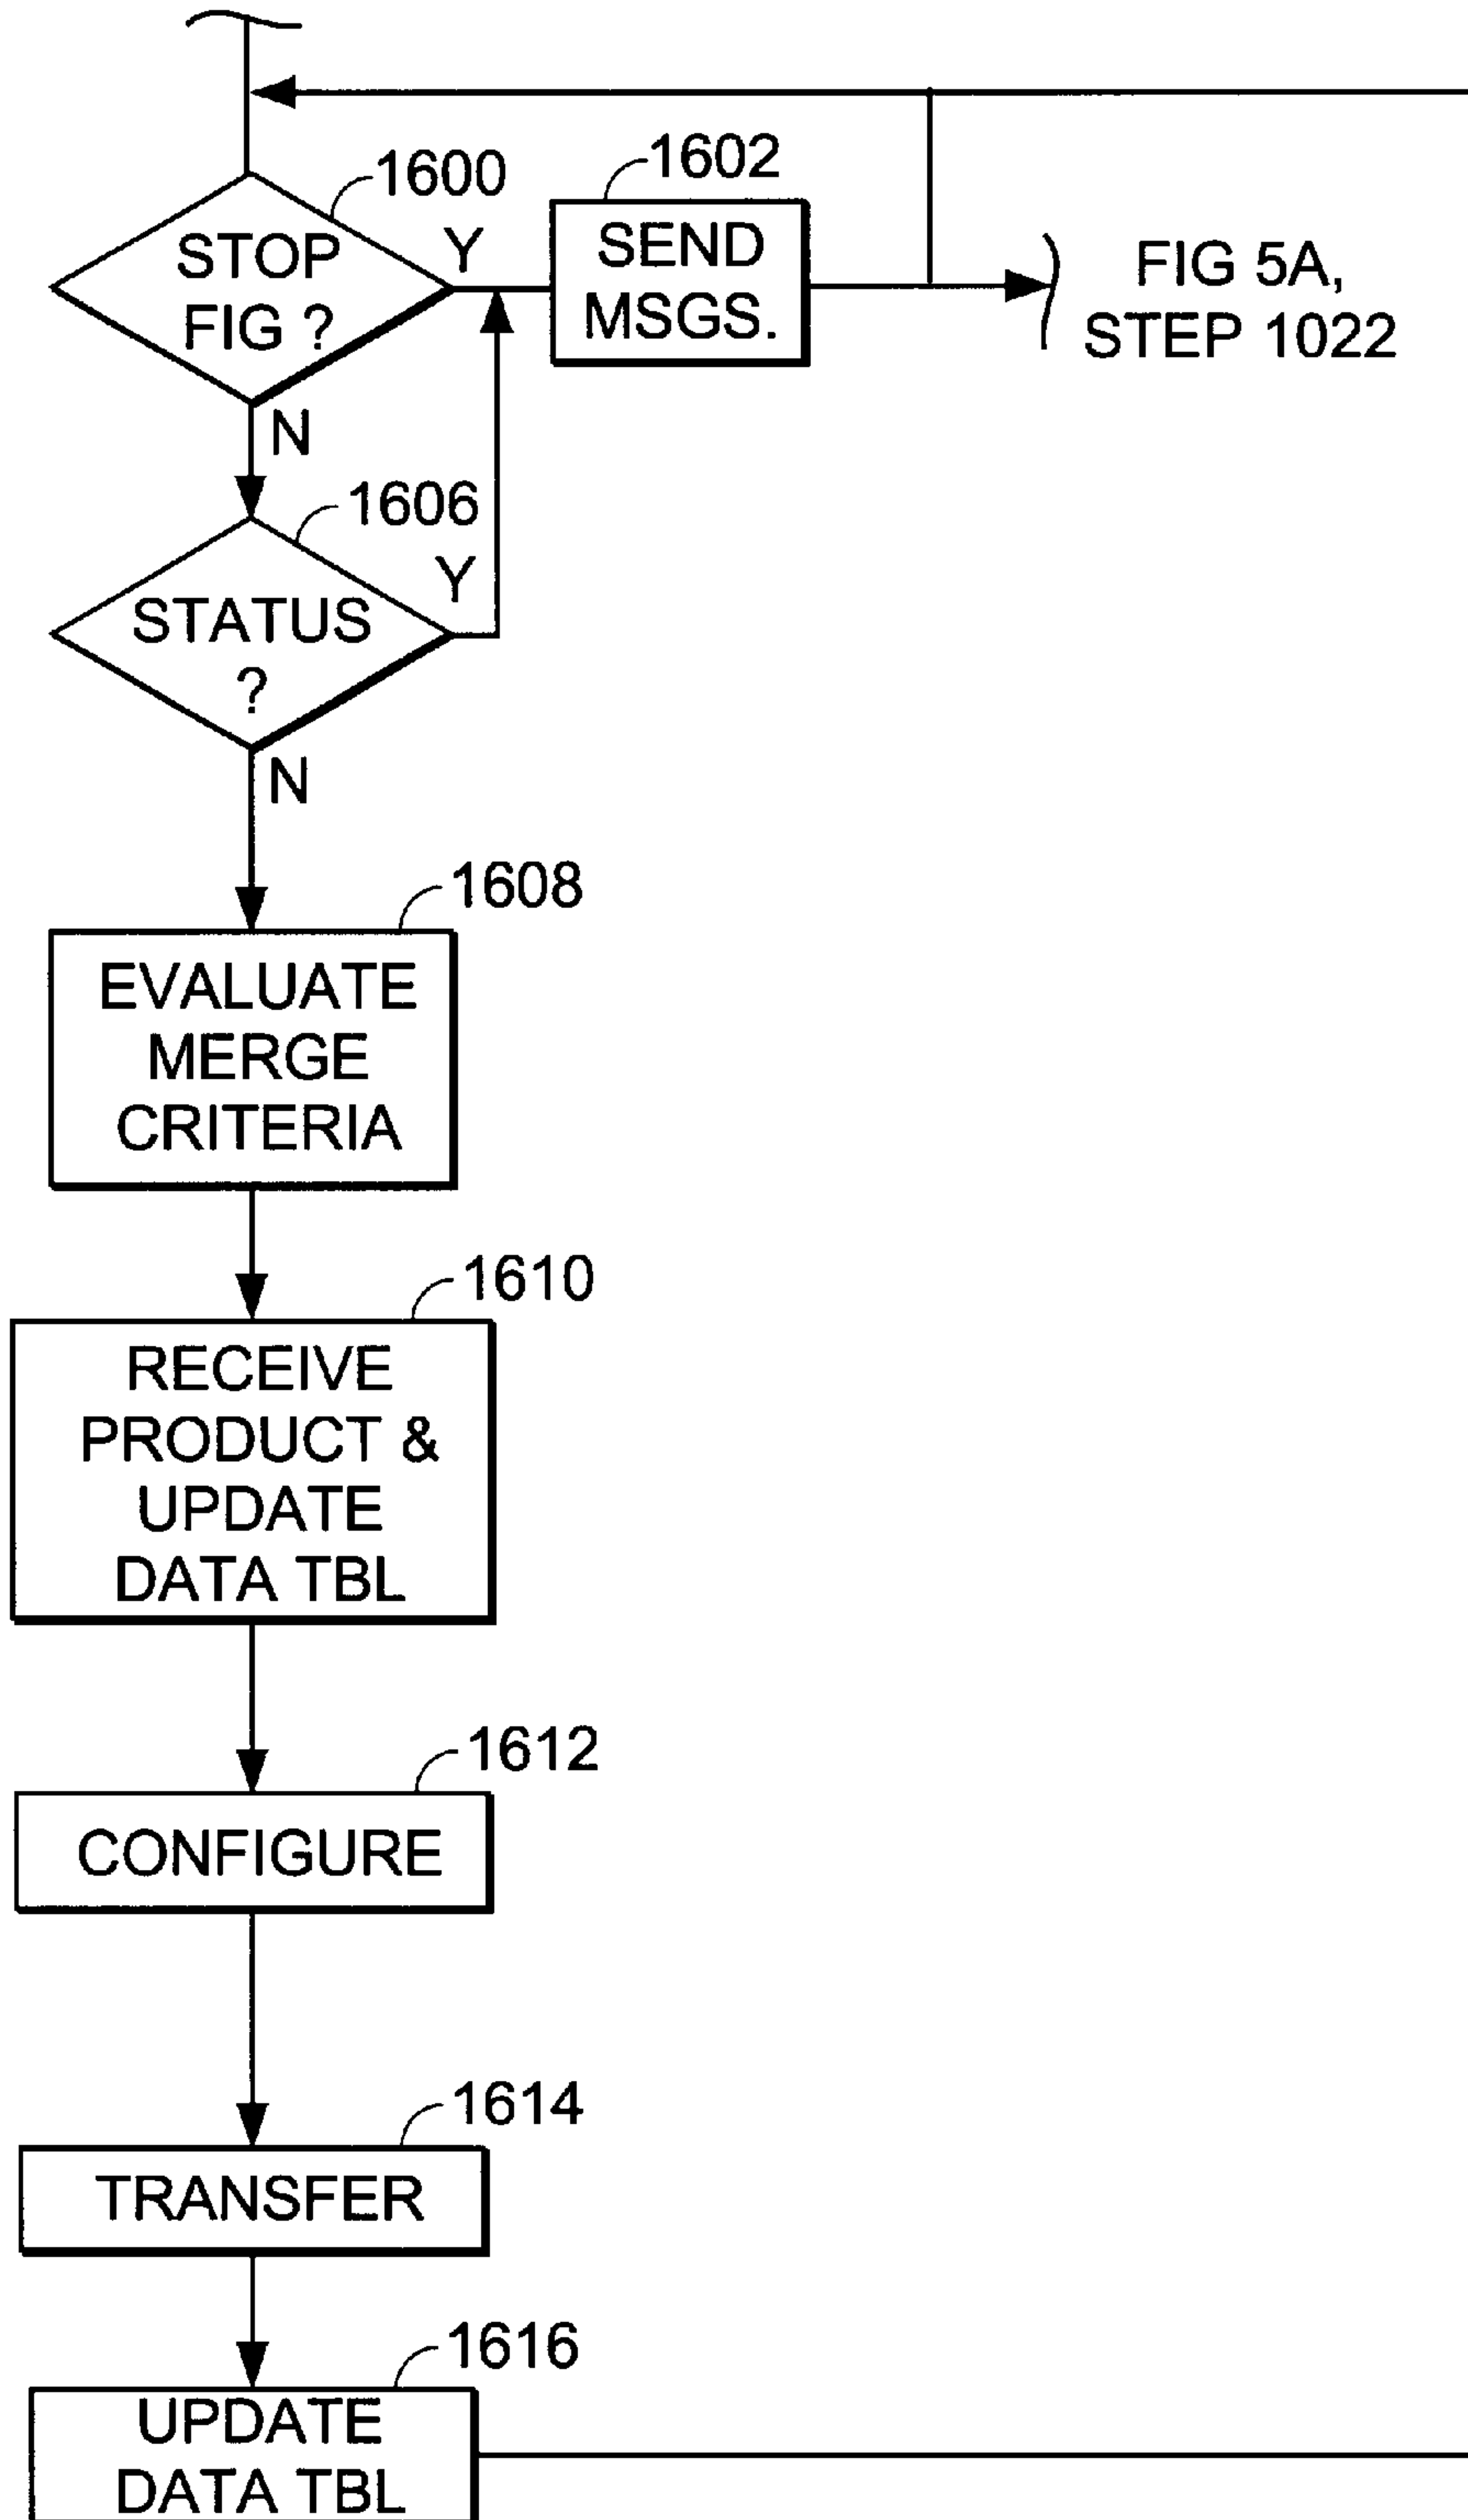 1600
STOP
FIG ?
Y
N
1602
SEND
MSGS.
FIG 5A,
STEP 1022
1606
STATUS
?
Y
N
1608
EVALUATE
MERGE
CRITERIA
1610
RECEIVE
PRODUCT &
UPDATE
DATA TBL
1612
CONFIGURE
1614
TRANSFER
1616
UPDATE
DATA TBL